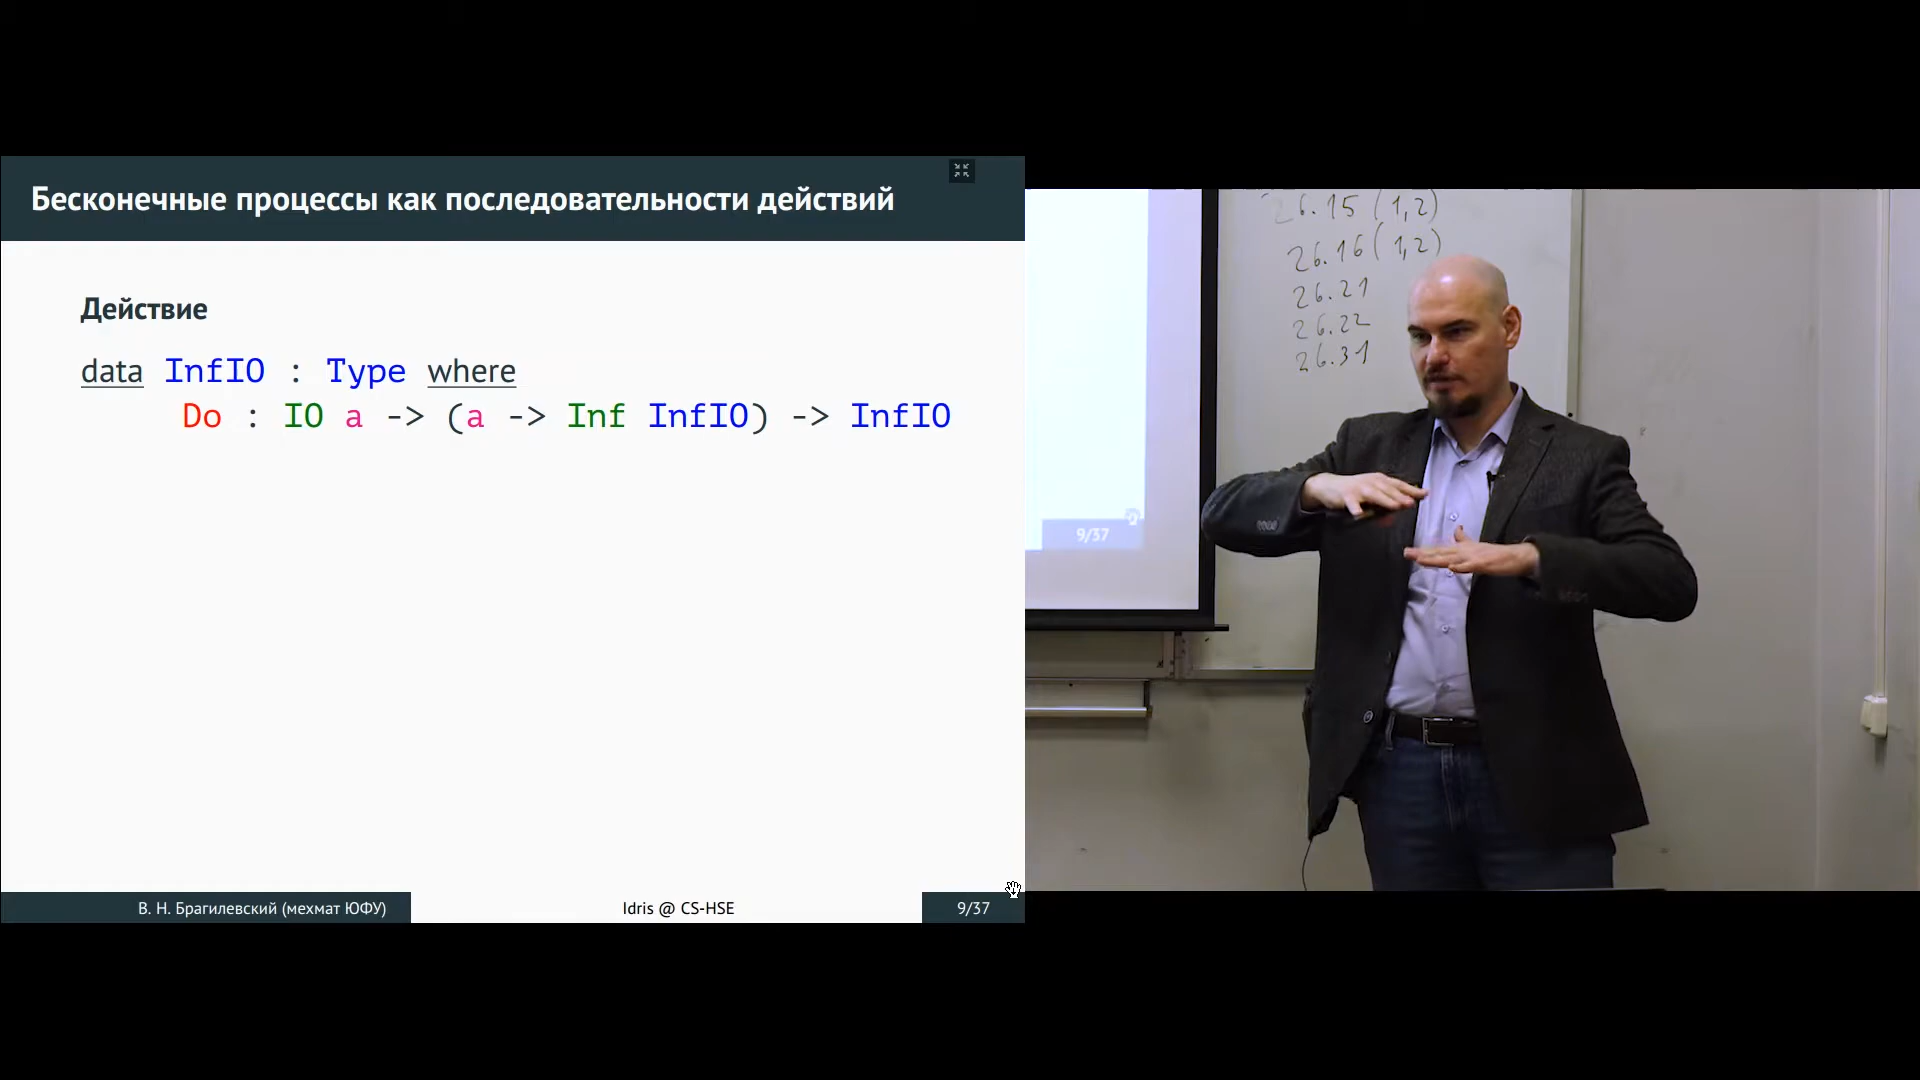 Бесконечные процессы как последовательности действий
Действие
data InfIO : Type where
Do : IO a -> (a -> Inf InfIO) -> InfIO
В. Н. Брагилевский (мехмат ЮФУ)
Idris @ CS-HSE
9/37
26.15 (1,2)
26.16 (1,2)
26.21
26.22
26.31
9/37